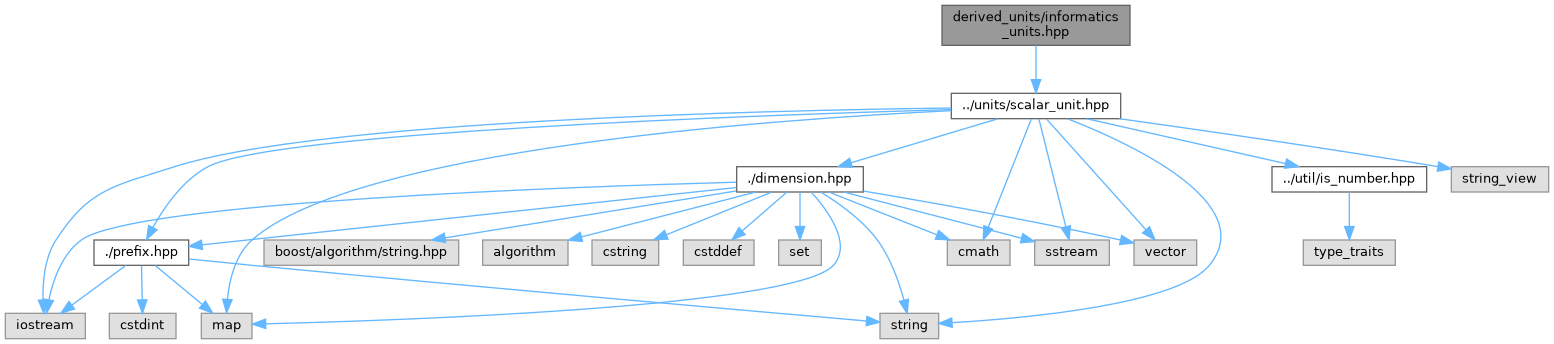 derived_units/informatics
_units.hpp
../units/scalar_unit.hpp
./dimension.hpp
../util/is_number.hpp
string_view
./prefix.hpp
boost/algorithm/string.hpp
algorithm
cstring
cstddef
set
cmath
sstream
vector
type_traits
iostream
cstdint
map
string